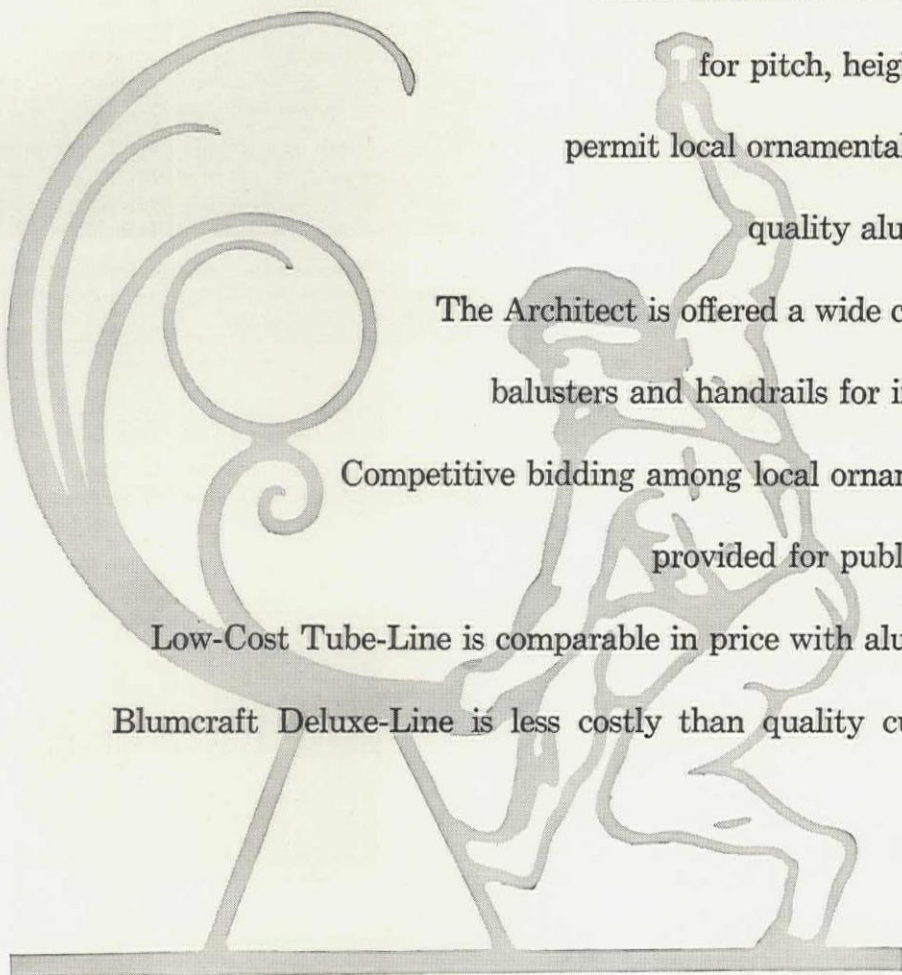 for pitch, heig
permit local ornamental
quality alu
The Architect is offered a wide c
balusters and handrails for i
Competitive bidding among local ornar
provided for publ
Low-Cost Tube-Line is comparable in price with alu
Blumcraft Deluxe-Line is less costly than quality cu